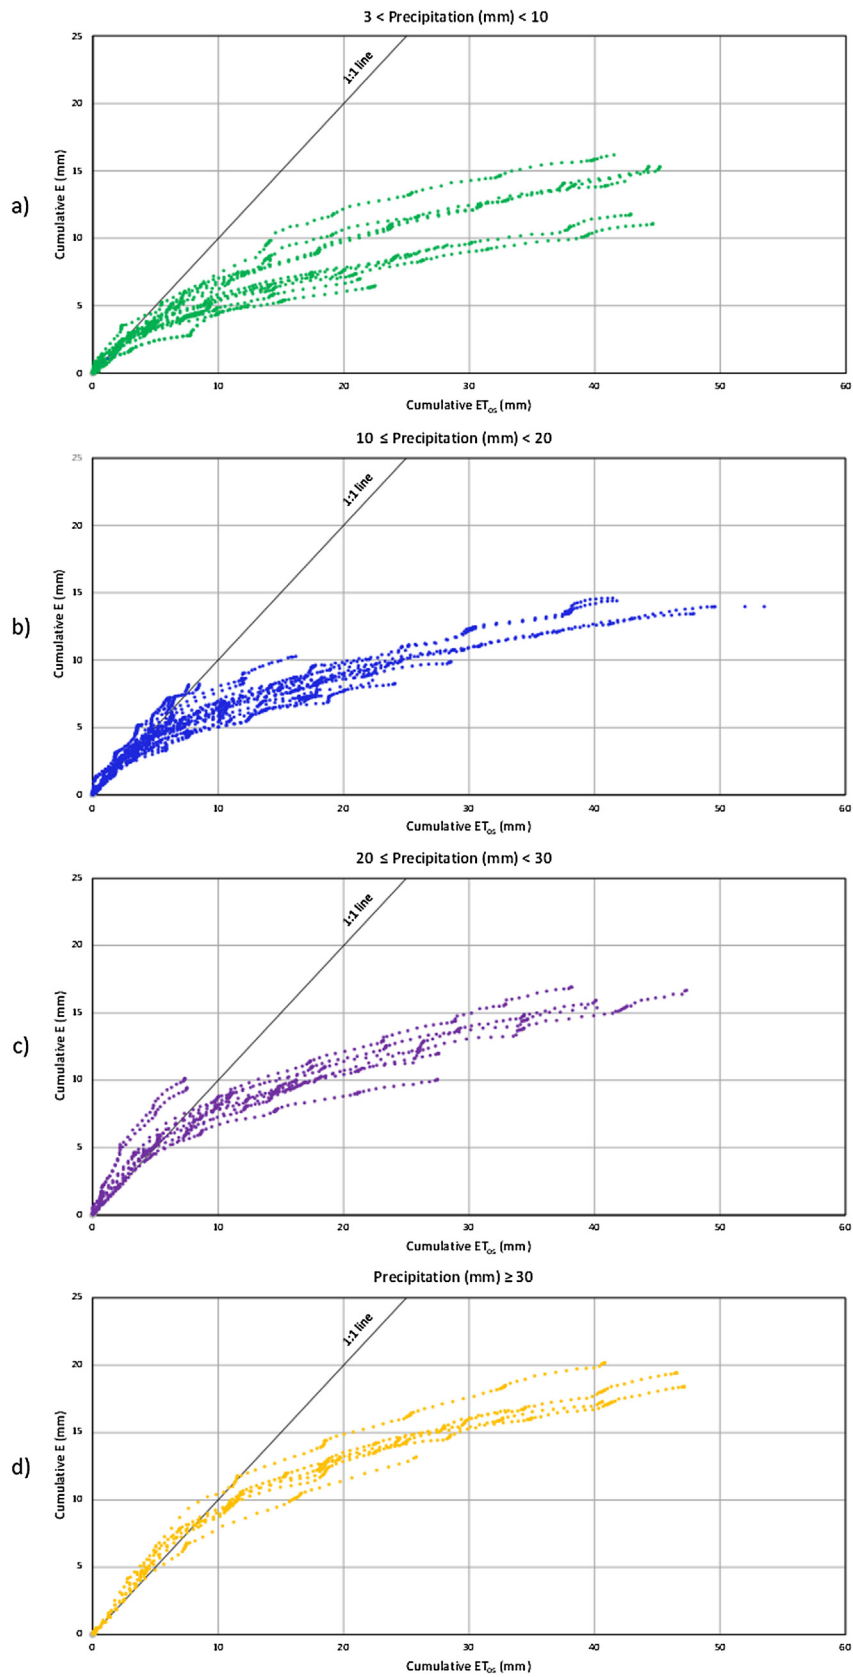 3 < Precipitation (mm) < 10
a)
Cumulative E (mm)
25
20
15
10
5
0
1:1 line
0 10 20 30 40 50 60
Cumulative ETos (mm)
10 ≤ Precipitation (mm) < 20
b)
Cumulative E (mm)
25
20
15
10
5
0
1:1 line
0 10 20 30 40 50 60
Cumulative ETos (mm)
20 ≤ Precipitation (mm) < 30
c)
Cumulative E (mm)
25
20
15
10
5
0
1:1 line
0 10 20 30 40 50 60
Cumulative ETos (mm)
Precipitation (mm) ≥ 30
d)
Cumulative E (mm)
25
20
15
10
5
0
1:1 line
0 10 20 30 40 50 60
Cumulative ETos (mm)